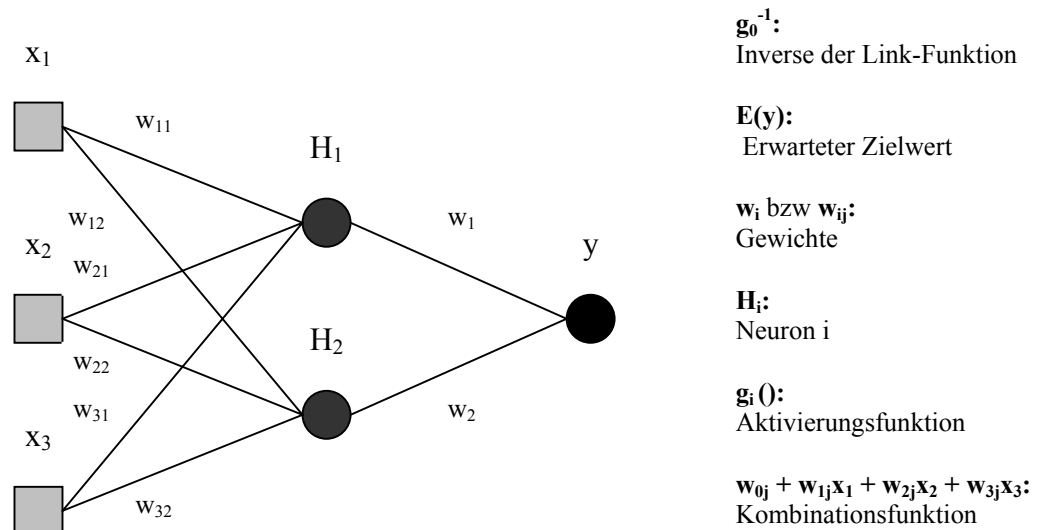 x₁
w₁₁
H₁
w₁₂
w₁
x₂
w₂₁
y
H₂
w₂₂
w₃₁
w₂
x₃
w₃₂
g₀⁻¹:
Inverse der Link-Funktion
E(y):
Erwarteter Zielwert
wᵢ bzw wᵢⱼ:
Gewichte
Hᵢ:
Neuron i
gᵢ():
Aktivierungsfunktion
w₀ⱼ + w₁ⱼx₁ + w₂ⱼx₂ + w₃ⱼx₃:
Kombinationsfunktion